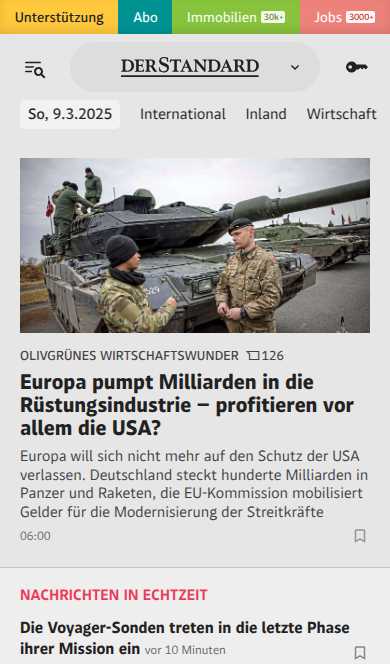 Unterstützung Abo Immobilien 30k+ Jobs 3000+
DERSTANDARD
So, 9.3.2025 International Inland Wirtschaft
OLIVGRÜNES WIRTSCHAFTSWUNDER 126
Europa pumpt Milliarden in die
Rüstungsindustrie – profitieren vor
allem die USA?
Europa will sich nicht mehr auf den Schutz der USA
verlassen. Deutschland steckt hunderte Milliarden in
Panzer und Raketen, die EU-Kommission mobilisiert
Gelder für die Modernisierung der Streitkräfte
06:00
NACHRICHTEN IN ECHTZEIT
Die Voyager-Sonden treten in die letzte Phase
ihrer Mission ein vor 10 Minuten